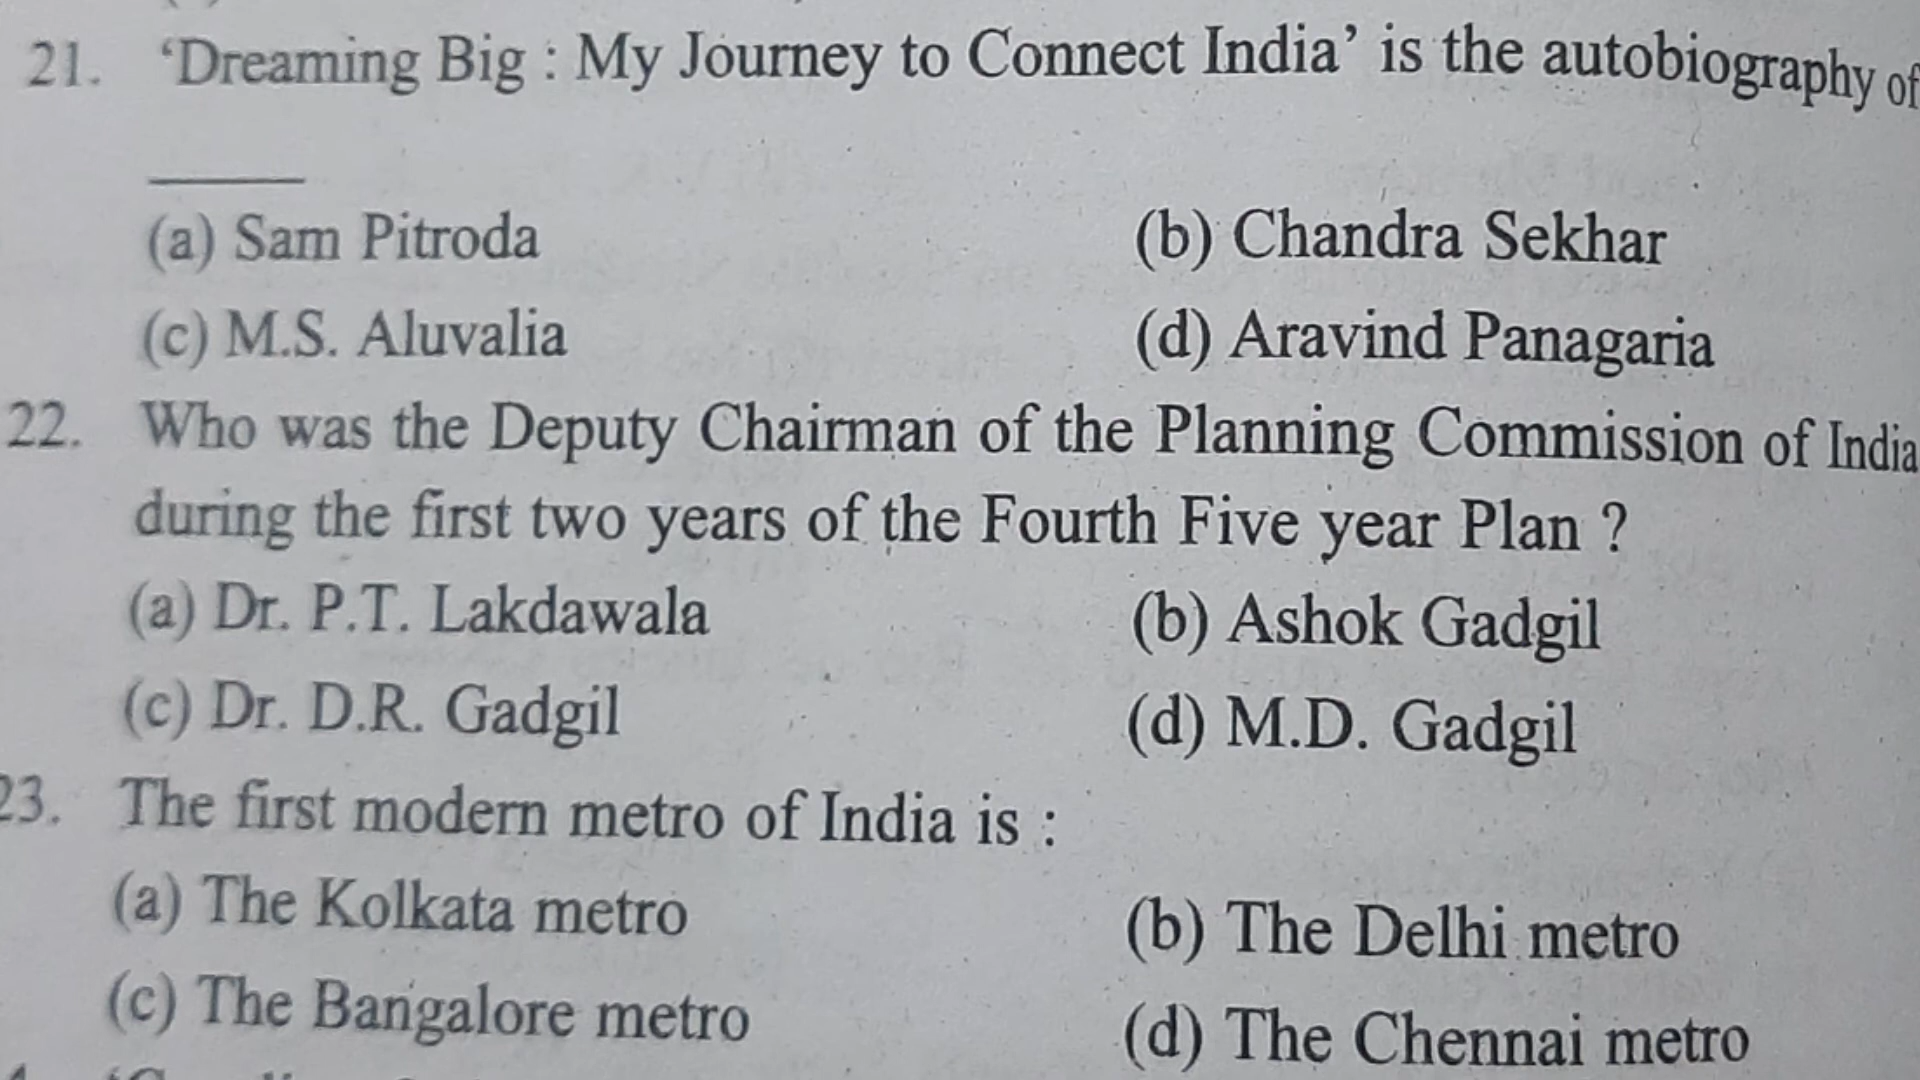 21. ‘Dreaming Big : My Journey to Connect India’ is the autobiography of
______
(a) Sam Pitroda (b) Chandra Sekhar
(c) M.S. Aluvalia (d) Aravind Panagaria
22. Who was the Deputy Chairman of the Planning Commission of India
during the first two years of the Fourth Five year Plan ?
(a) Dr. P.T. Lakdawala (b) Ashok Gadgil
(c) Dr. D.R. Gadgil (d) M.D. Gadgil
23. The first modern metro of India is :
(a) The Kolkata metro (b) The Delhi metro
(c) The Bangalore metro (d) The Chennai metro